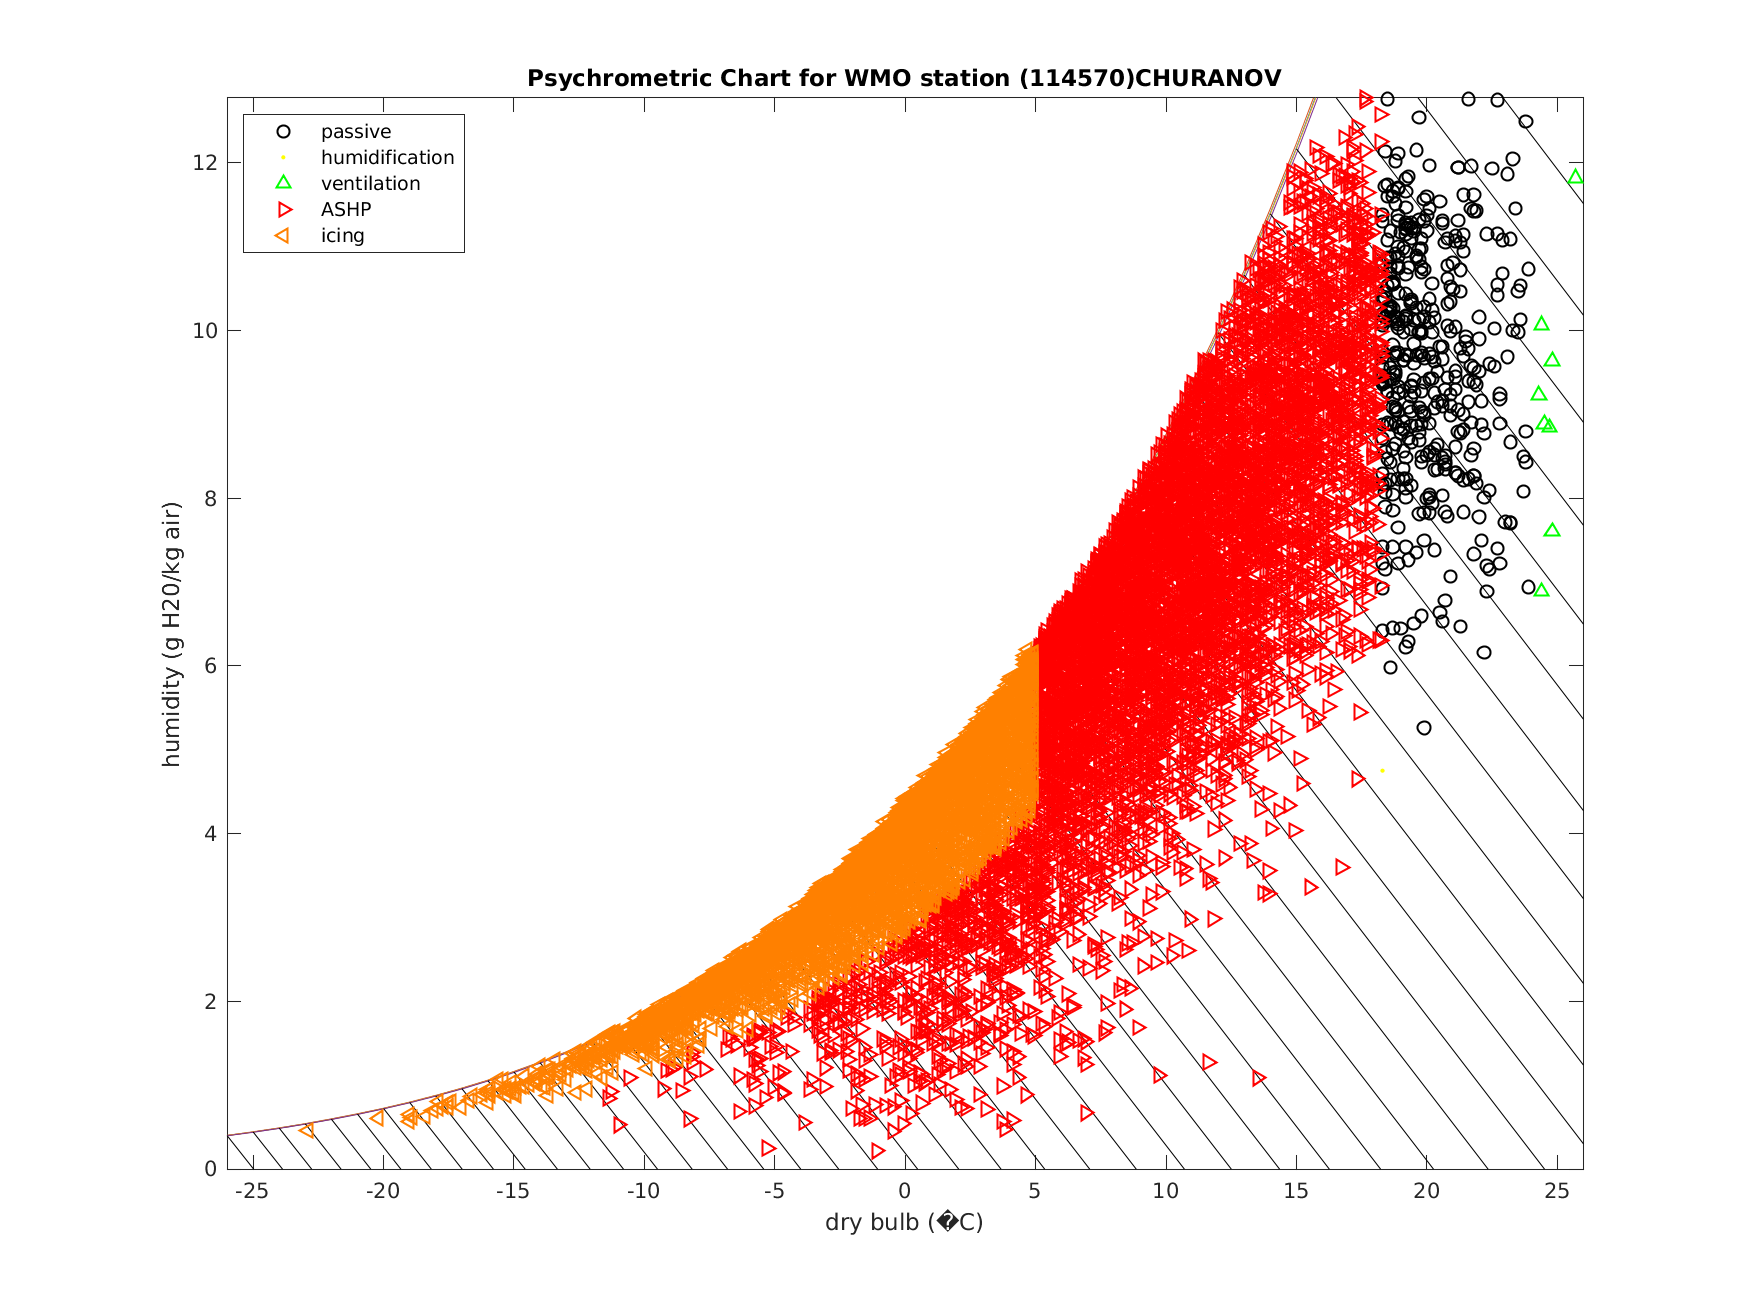 Psychrometric Chart for WMO station (114570)CHURANOV
passive
humidification
ventilation
ASHP
icing
12
10
8
6
4
2
0
humidity (g H20/kg air)
-25 -20 -15 -10 -5 0 5 10 15 20 25
dry bulb (�C)